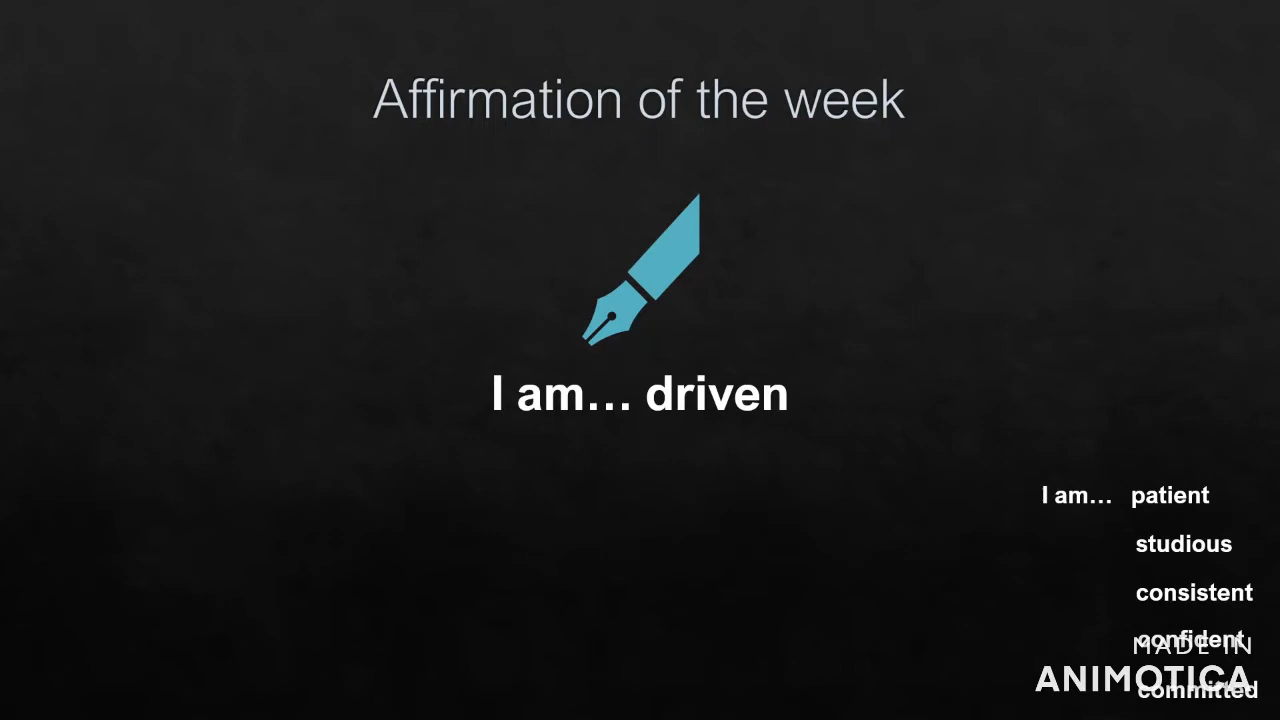 Affirmation of the week
I am… driven
I am… patient
studious
consistent
confident
MADE IN
ANIMOTICA
committed